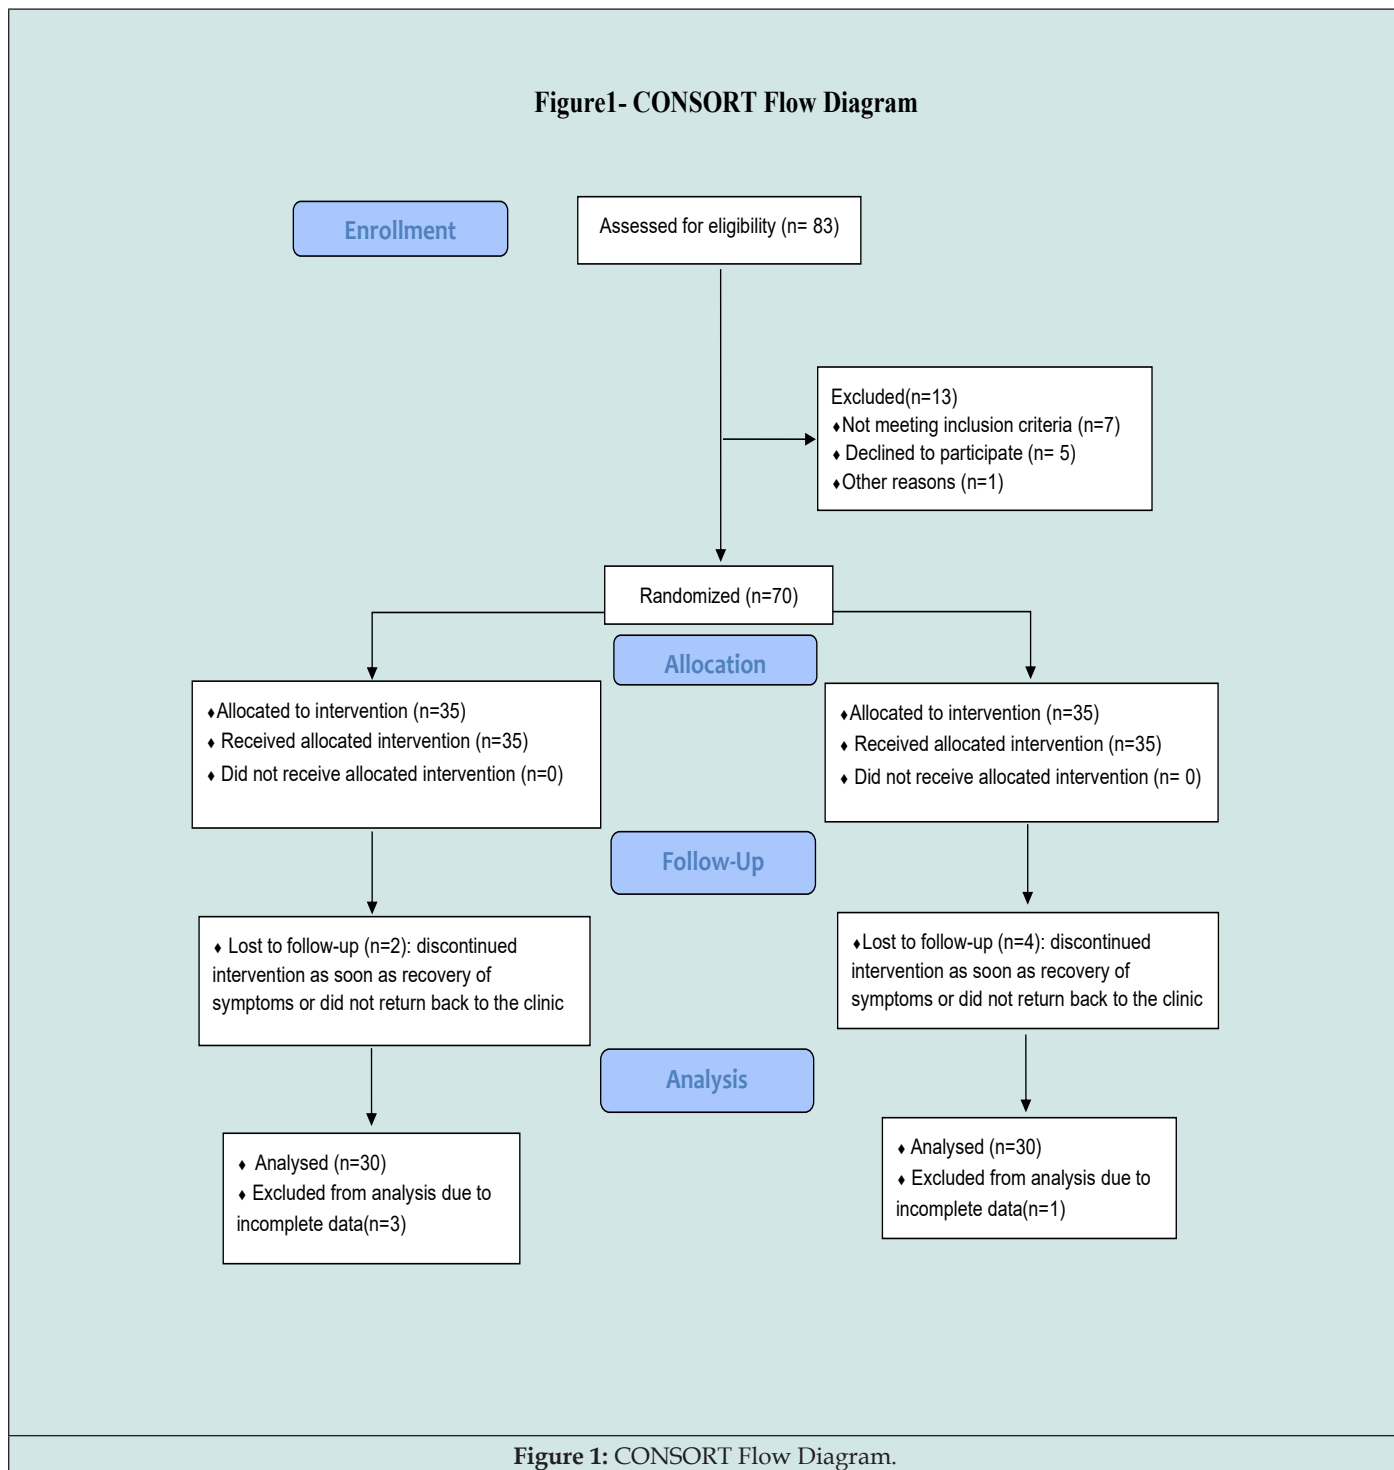 Figure1- CONSORT Flow Diagram
Enrollment
Assessed for eligibility (n= 83)
Excluded(n=13)
♦Not meeting inclusion criteria (n=7)
♦ Declined to participate (n= 5)
♦Other reasons (n=1)
Randomized (n=70)
Allocation
♦Allocated to intervention (n=35)
♦ Received allocated intervention (n=35)
♦ Did not receive allocated intervention (n=0)
♦Allocated to intervention (n=35)
♦ Received allocated intervention (n=35)
♦ Did not receive allocated intervention (n= 0)
Follow-Up
♦ Lost to follow-up (n=2): discontinued
intervention as soon as recovery of
symptoms or did not return back to the clinic
♦Lost to follow-up (n=4): discontinued
intervention as soon as recovery of
symptoms or did not return back to the clinic
Analysis
♦ Analysed (n=30)
♦ Excluded from analysis due to
incomplete data(n=3)
♦ Analysed (n=30)
♦ Excluded from analysis due to
incomplete data(n=1)
Figure 1: CONSORT Flow Diagram.